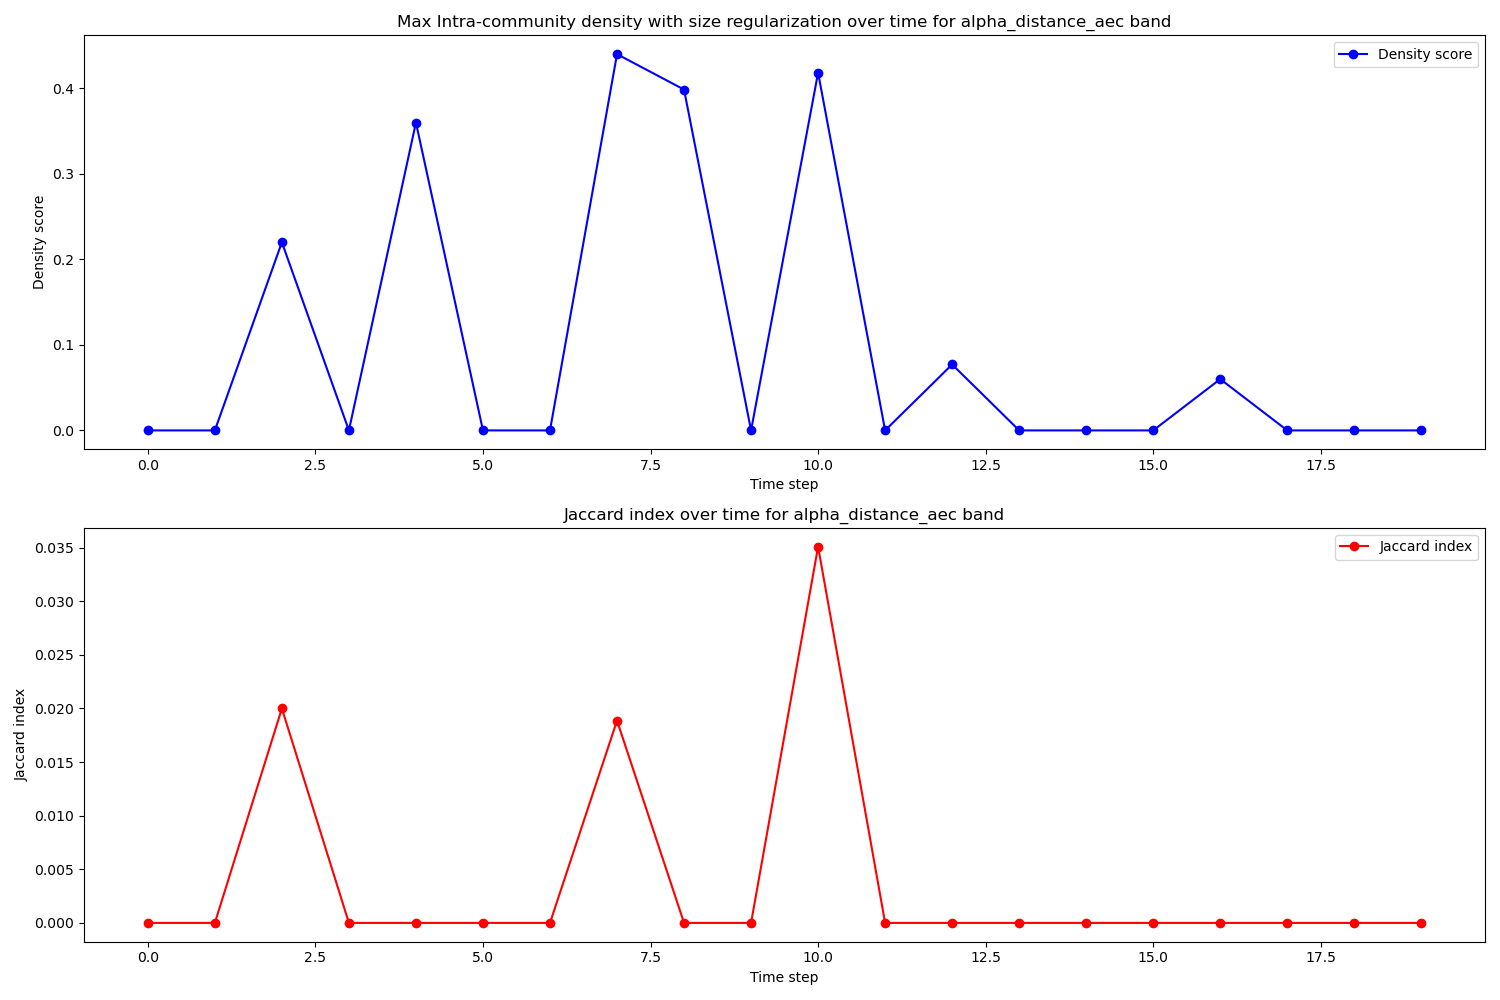 Max Intra-community density with size regularization over time for alpha_distance_aec band
Density score
0.4
0.3
0.2
0.1
0.0
Density score
0.0 2.5 5.0 7.5 10.0 12.5 15.0 17.5
Time step
Jaccard index over time for alpha_distance_aec band
Jaccard index
0.035
0.030
0.025
0.020
0.015
0.010
0.005
0.000
Jaccard index
0.0 2.5 5.0 7.5 10.0 12.5 15.0 17.5
Time step